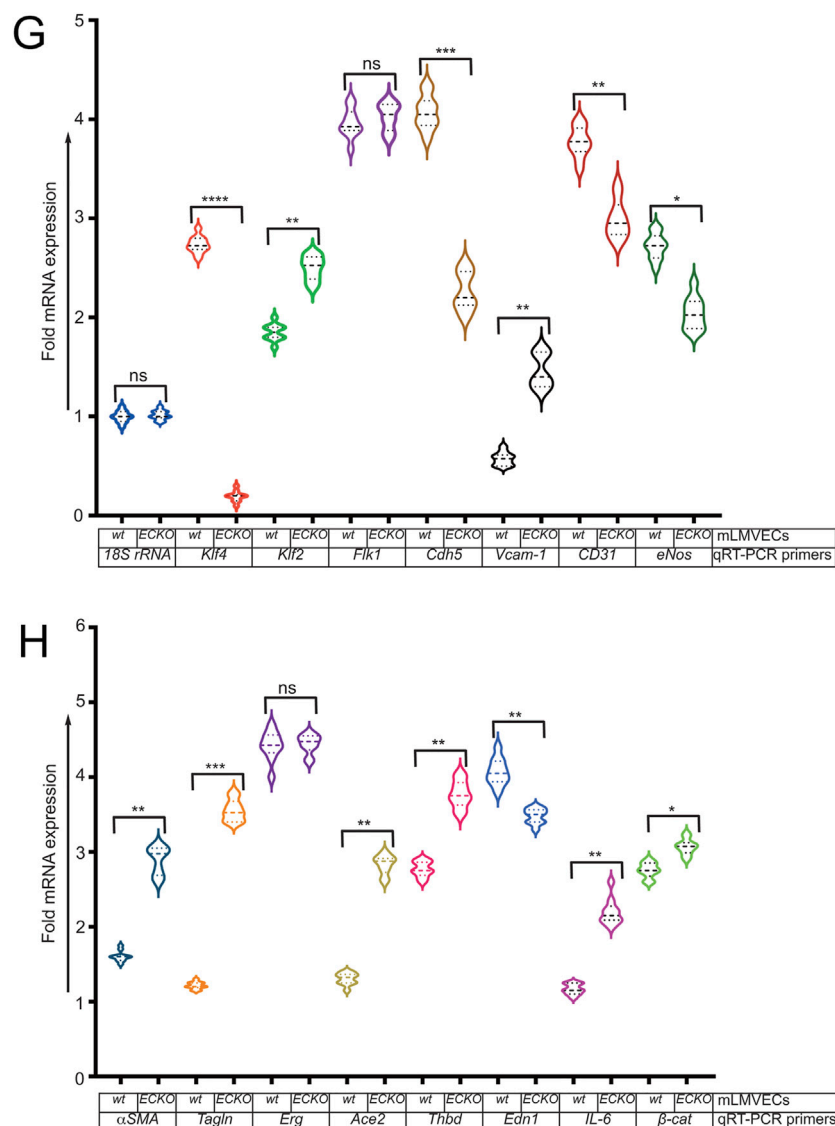 G
5
4
3
2
1
0
Fold mRNA expression
ns
****
**
ns
***
**
**
*
wt ECKO wt ECKO wt ECKO wt ECKO wt ECKO wt ECKO wt ECKO wt ECKO mLMVECs
18S rRNA Klf4 Klf2 Flk1 Cdh5 Vcam-1 CD31 eNos qRT-PCR primers
H
6
5
4
3
2
1
0
Fold mRNA expression
**
***
ns
**
**
**
**
*
wt ECKO wt ECKO wt ECKO wt ECKO wt ECKO wt ECKO wt ECKO wt ECKO mLMVECs
αSMA Tagln Erg Ace2 Thbd Edn1 IL-6 β-cat qRT-PCR primers